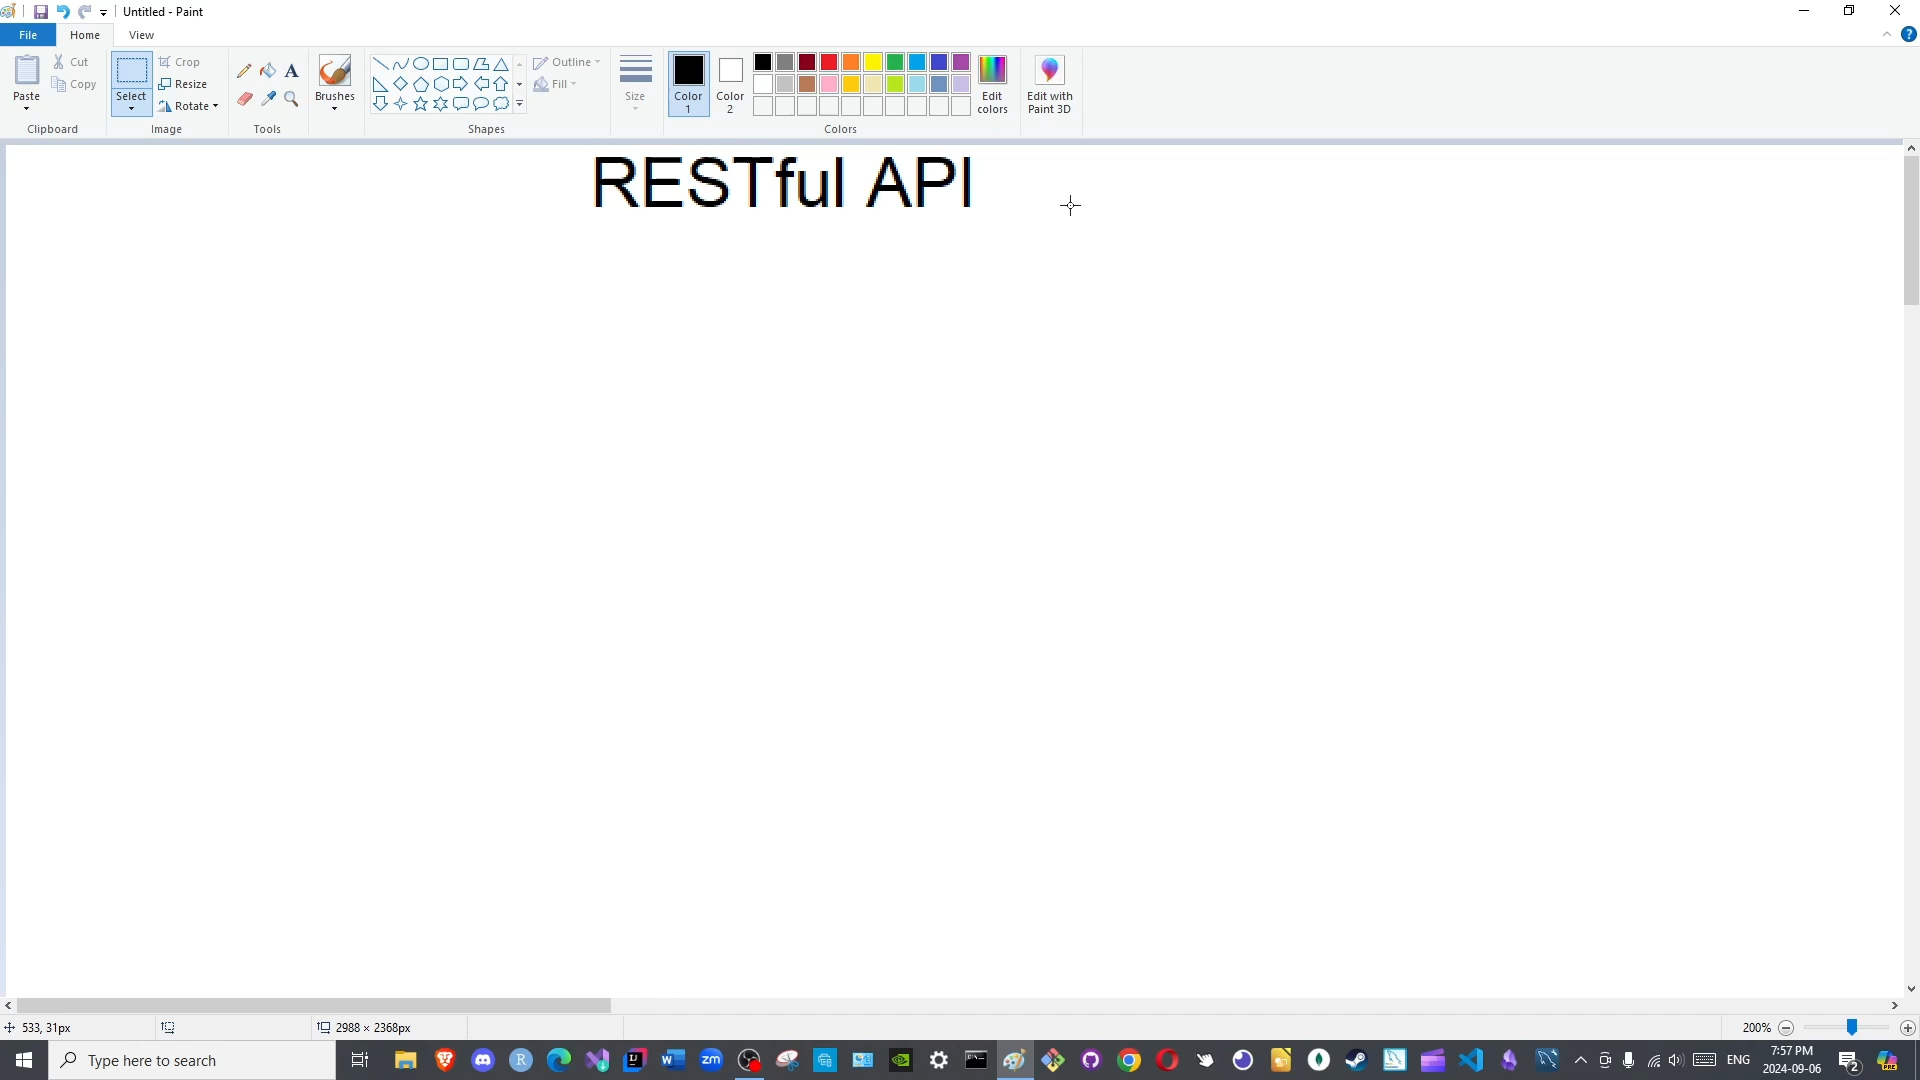 Untitled - Paint
File Home View
Paste
Cut
Copy
Clipboard
Select
Crop
Resize
Rotate
Image
A
Tools
Brushes
Shapes
Outline
Fill
Size
Color 1
Color 2
Edit colors
Colors
Edit with Paint 3D
RESTful API
533, 31px
2988 × 2368px
200%
Type here to search
ENG
7:57 PM
2024-09-06
2